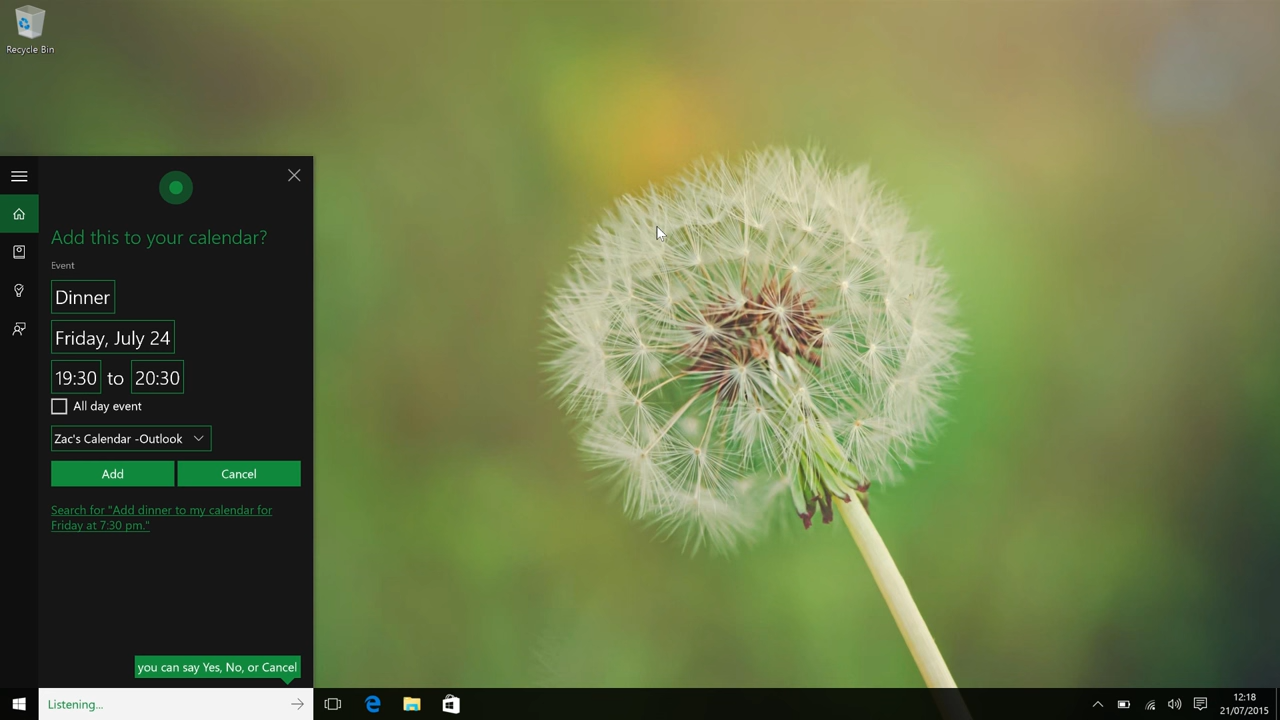 Recycle Bin
Add this to your calendar?
Event
Dinner
Friday, July 24
19:30 to 20:30
All day event
Zac's Calendar -Outlook
Add Cancel
Search for "Add dinner to my calendar for
Friday at 7:30 pm."
you can say Yes, No, or Cancel
Listening...
12:18
21/07/2015